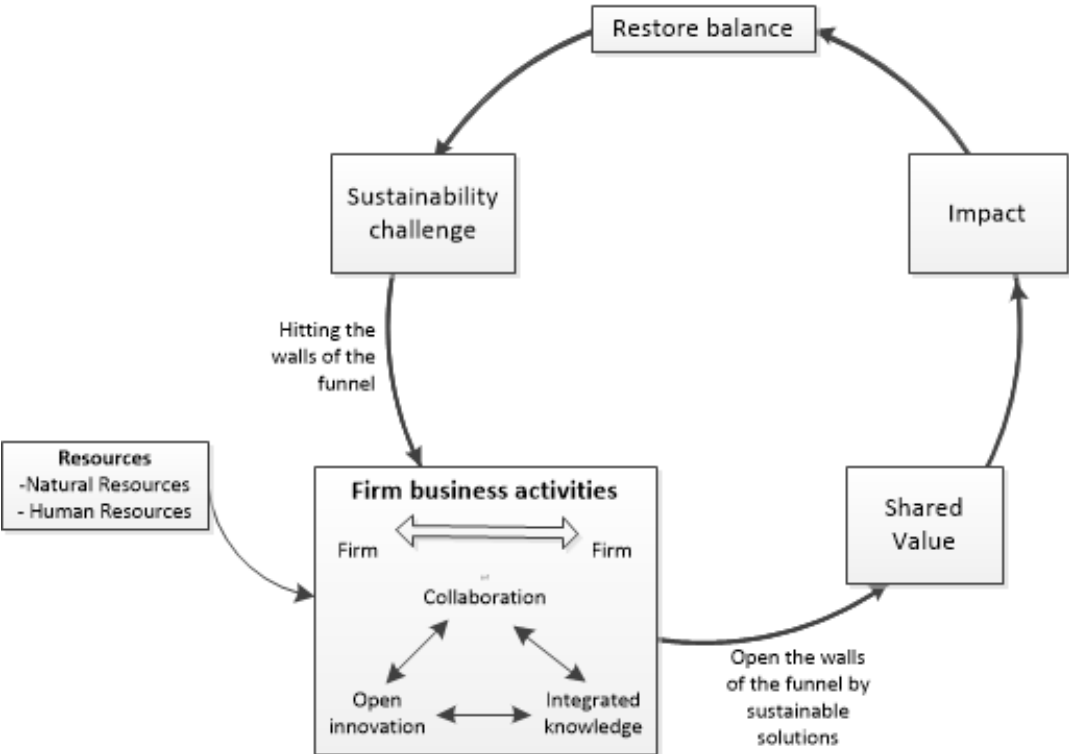 Restore balance
Sustainability
challenge
Impact
Hitting the
walls of the
funnel
Resources
-Natural Resources
- Human Resources
Firm business activities
Firm
Firm
Collaboration
Open
innovation
Integrated
knowledge
Shared
Value
Open the walls
of the funnel by
sustainable
solutions